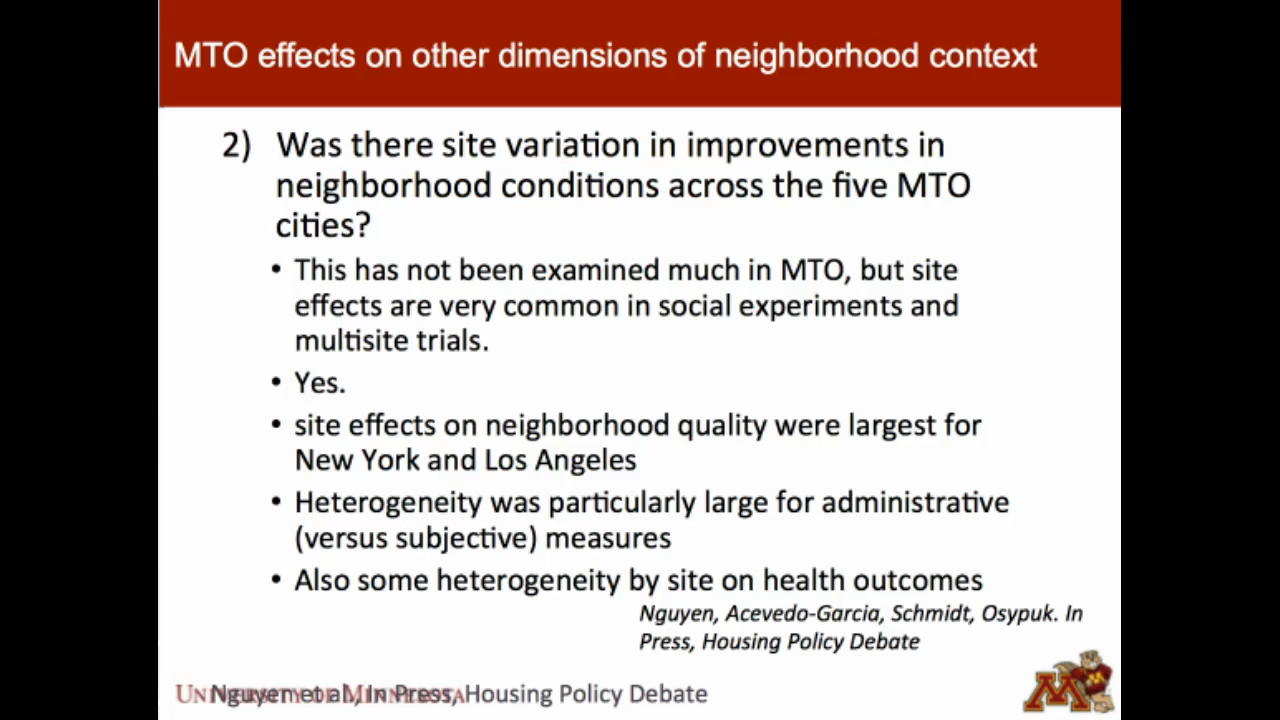 MTO effects on other dimensions of neighborhood context
2) Was there site variation in improvements in
neighborhood conditions across the five MTO
cities?
• This has not been examined much in MTO, but site
effects are very common in social experiments and
multisite trials.
• Yes.
• site effects on neighborhood quality were largest for
New York and Los Angeles
• Heterogeneity was particularly large for administrative
(versus subjective) measures
• Also some heterogeneity by site on health outcomes
Nguyen, Acevedo-Garcia, Schmidt, Osypuk. In
Press, Housing Policy Debate
UNIVERSITY OF MINNESOTA
Nguyen et al., In Press, Housing Policy Debate
M